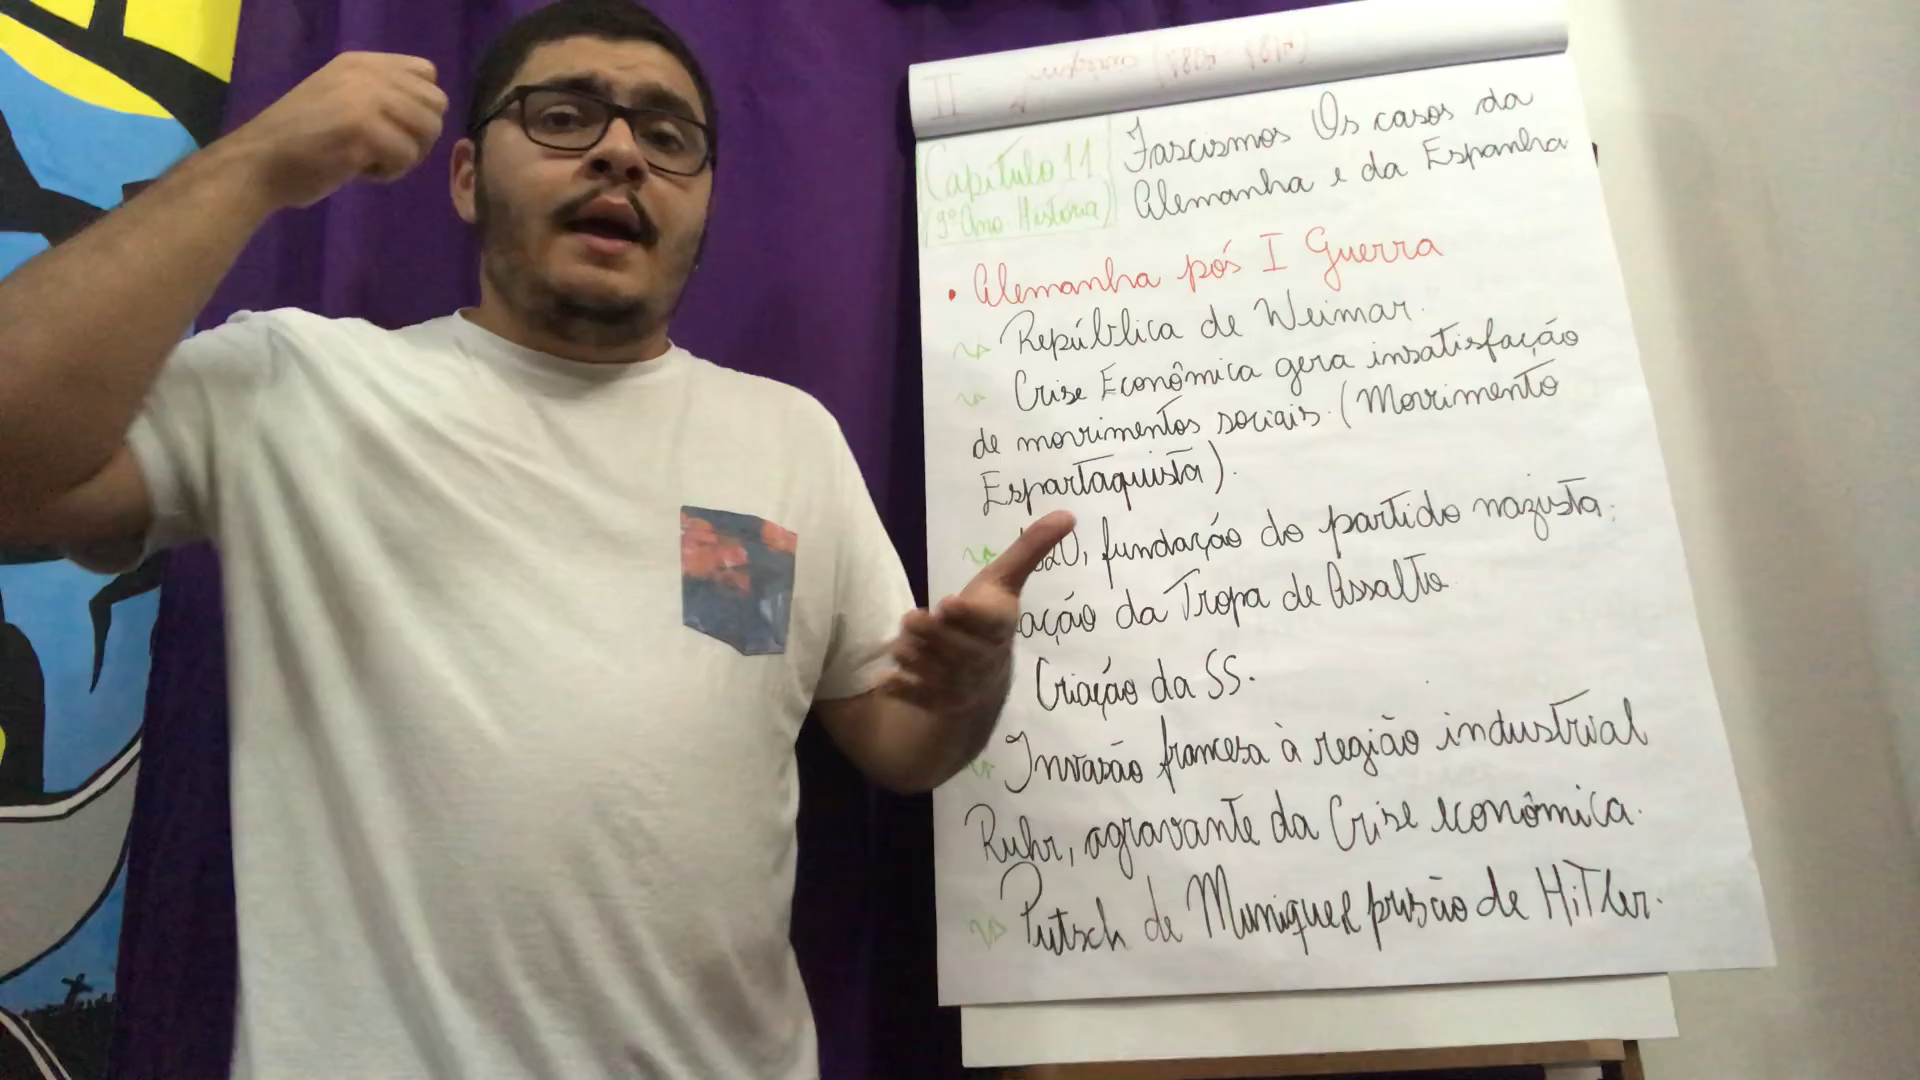 Capítulo 11
(9º Ano História)
Fascismos Os casos da
Alemanha e da Espanha
• Alemanha pós I Guerra
República de Weimar.
Crise Econômica gera insatisfação
de movimentos sociais. (Movimento
Espartaquista).
20, fundação do partido nazista.
ação da Tropa de Assalto
Criação da SS.
Invasão francesa à região industrial
Ruhr, agravante da Crise econômica.
Putsch de Munique e prisão de Hitler.